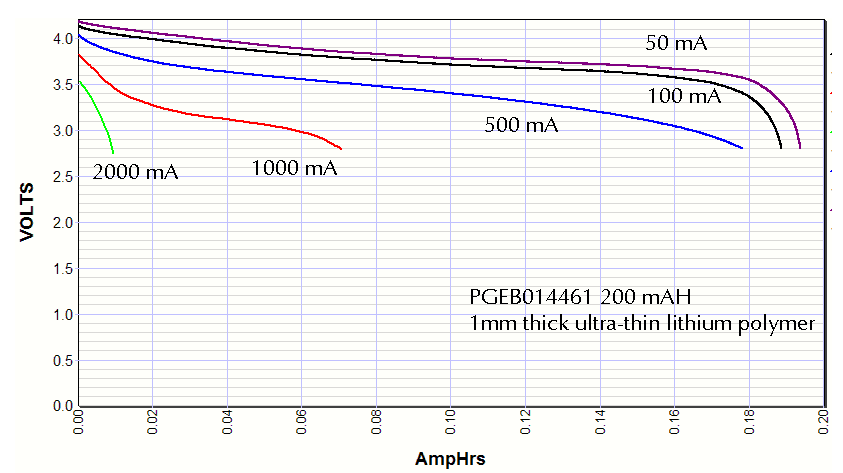 4.0
50 mA
3.5
100 mA
3.0
500 mA
2.5
2000 mA
1000 mA
VOLTS
2.0
1.5
PGEB014461 200 mAH
1mm thick ultra-thin lithium polymer
1.0
0.5
0.0
0.00 0.02 0.04 0.06 0.08 0.10 0.12 0.14 0.16 0.18 0.20
AmpHrs